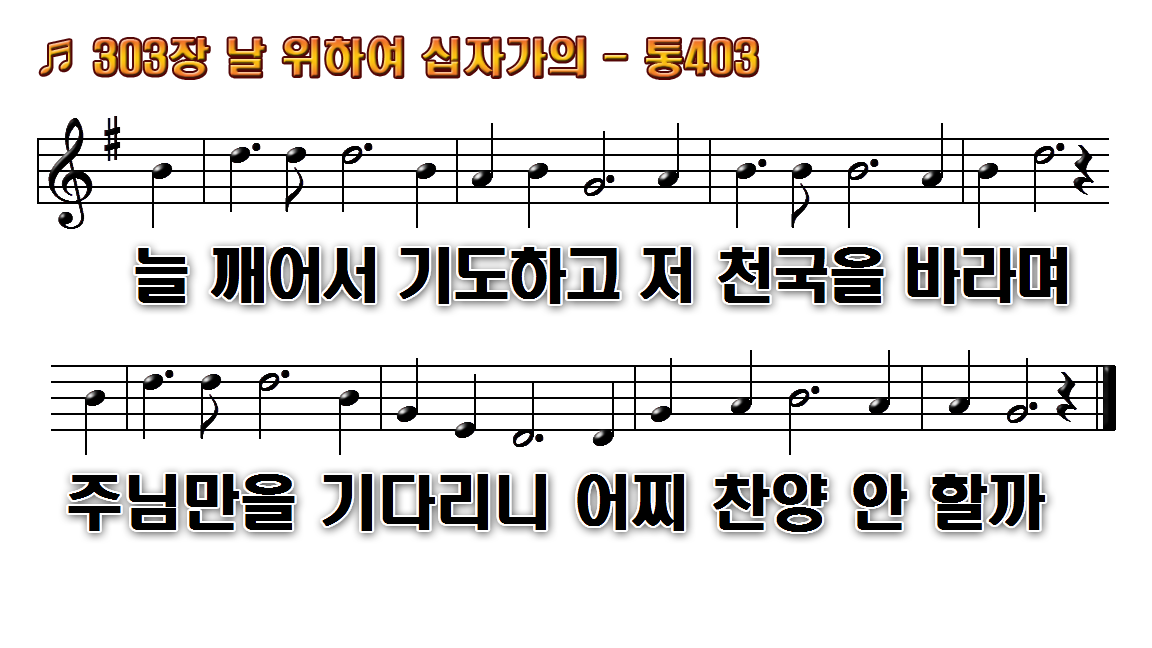 ♬ 303장 날 위하여 십자가의 - 통403
늘 깨어서 기도하고 저 천국을 바라며
주님만을 기다리니 어찌 찬양 안 할까